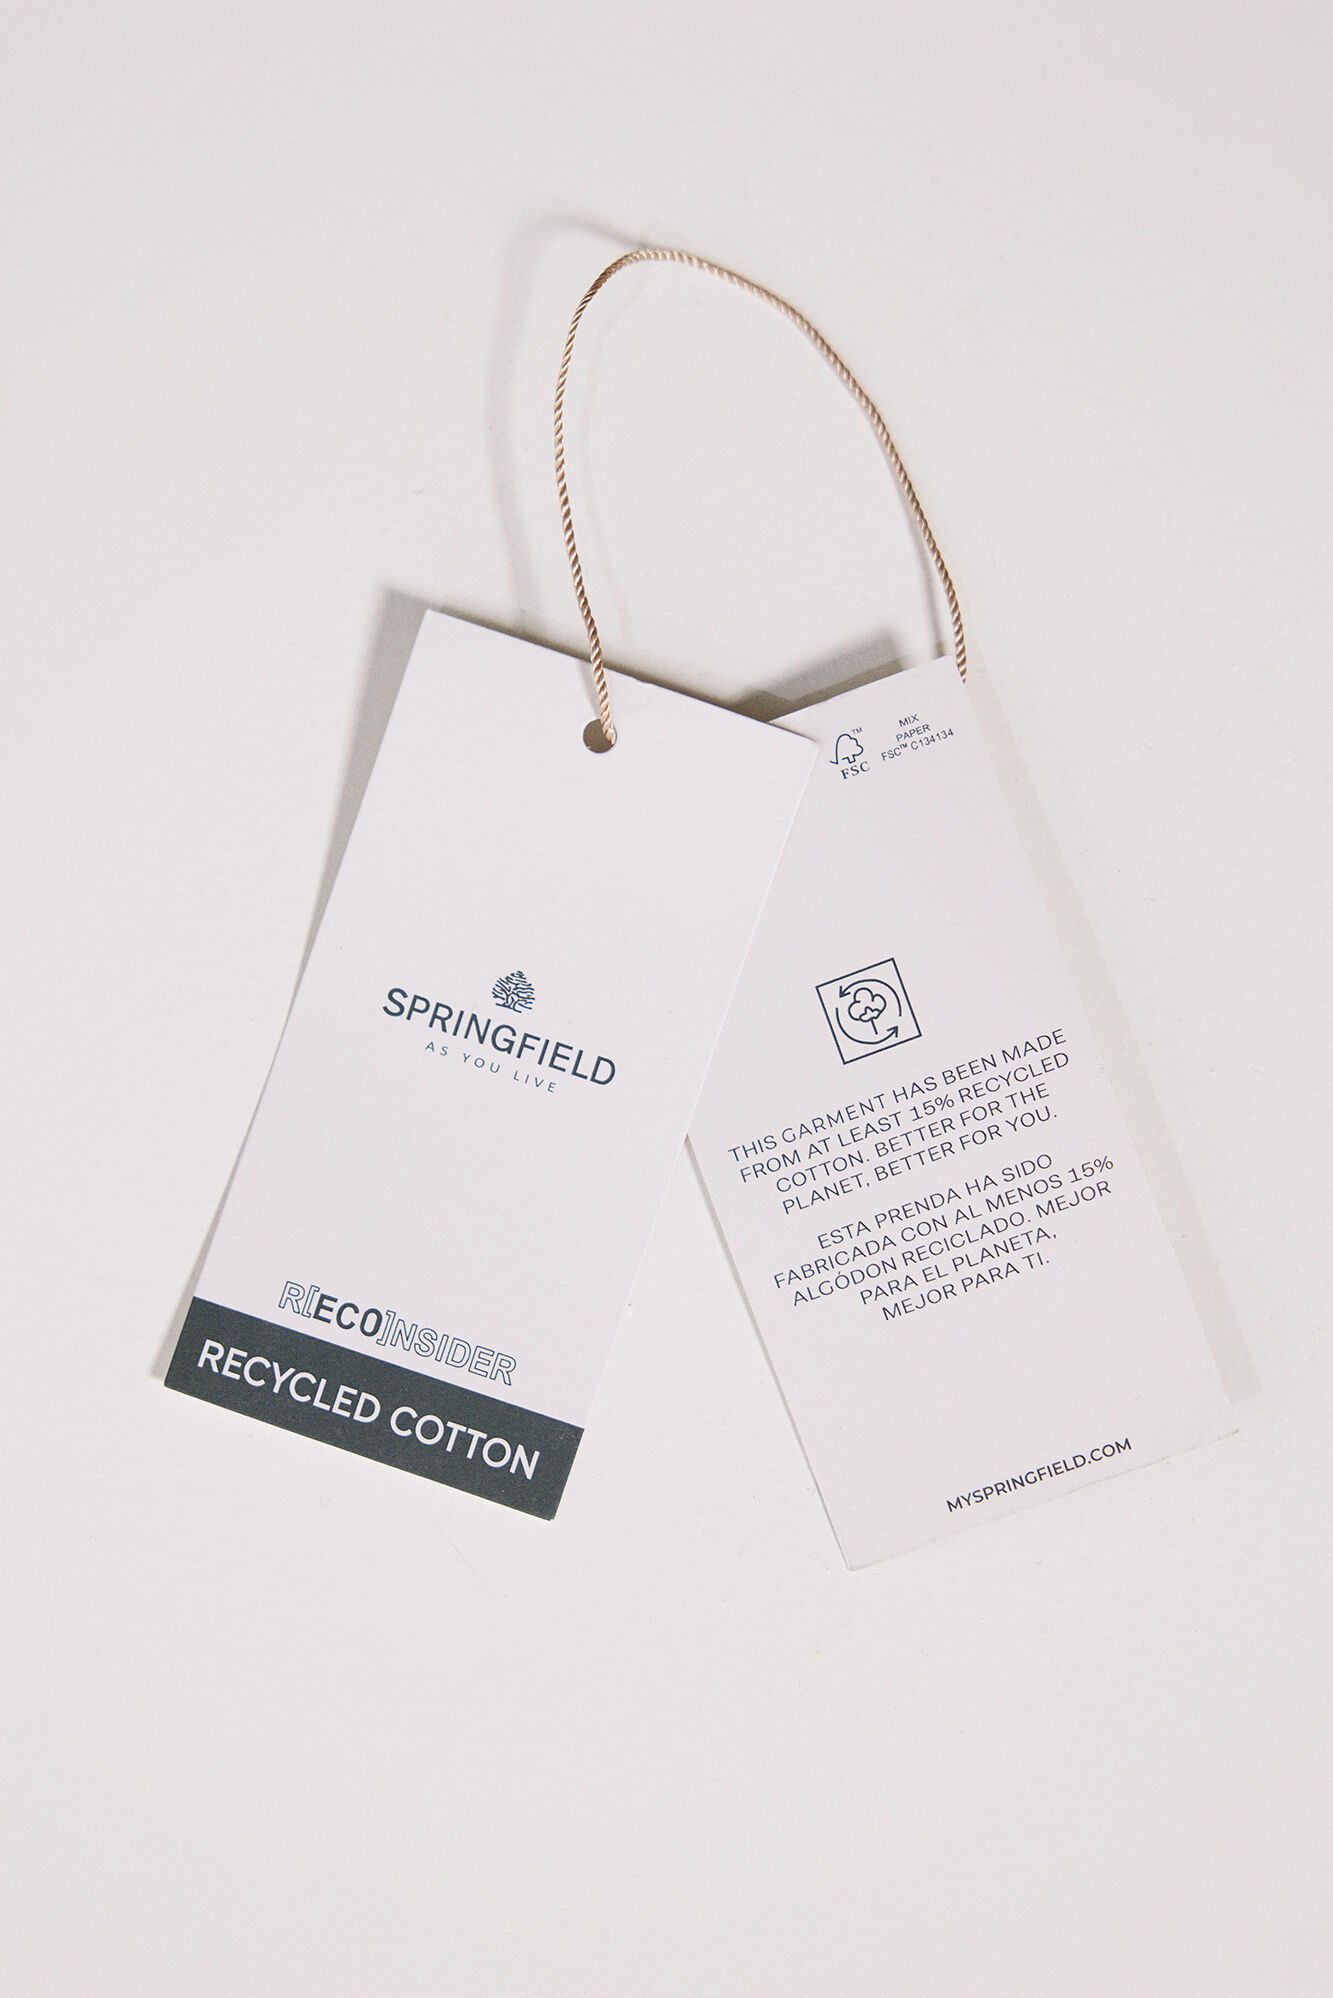 SPRINGFIELD
AS YOU LIVE
R[ECO]NSIDER
RECYCLED COTTON
FSC™
MIX
PAPER
FSC™ C134134
THIS GARMENT HAS BEEN MADE
FROM AT LEAST 15% RECYCLED
COTTON. BETTER FOR THE
PLANET, BETTER FOR YOU.
ESTA PRENDA HA SIDO
FABRICADA CON AL MENOS 15%
ALGÓDON RECICLADO. MEJOR
PARA EL PLANETA,
MEJOR PARA TI.
MYSPRINGFIELD.COM